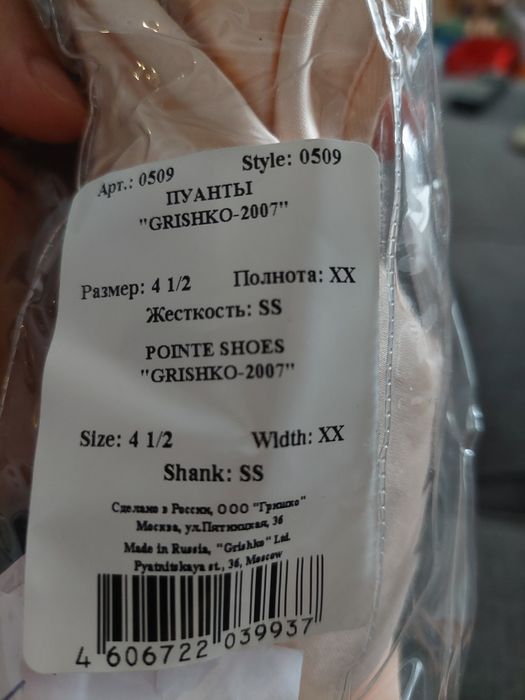 Арт.: 0509 Style: 0509
ПУАНТЫ
"GRISHKO-2007"
Размер: 4 1/2 Полнота: XX
Жесткость: SS
POINTE SHOES
"GRISHKO-2007"
Size: 4 1/2 Width: XX
Shank: SS
Сделано в России, ООО "Гришко"
Москва, ул.Пятницкая, 36
Made in Russia, "Grishko" Ltd.
Pyatnitskaya st., 36, Moscow
4 606722 039937